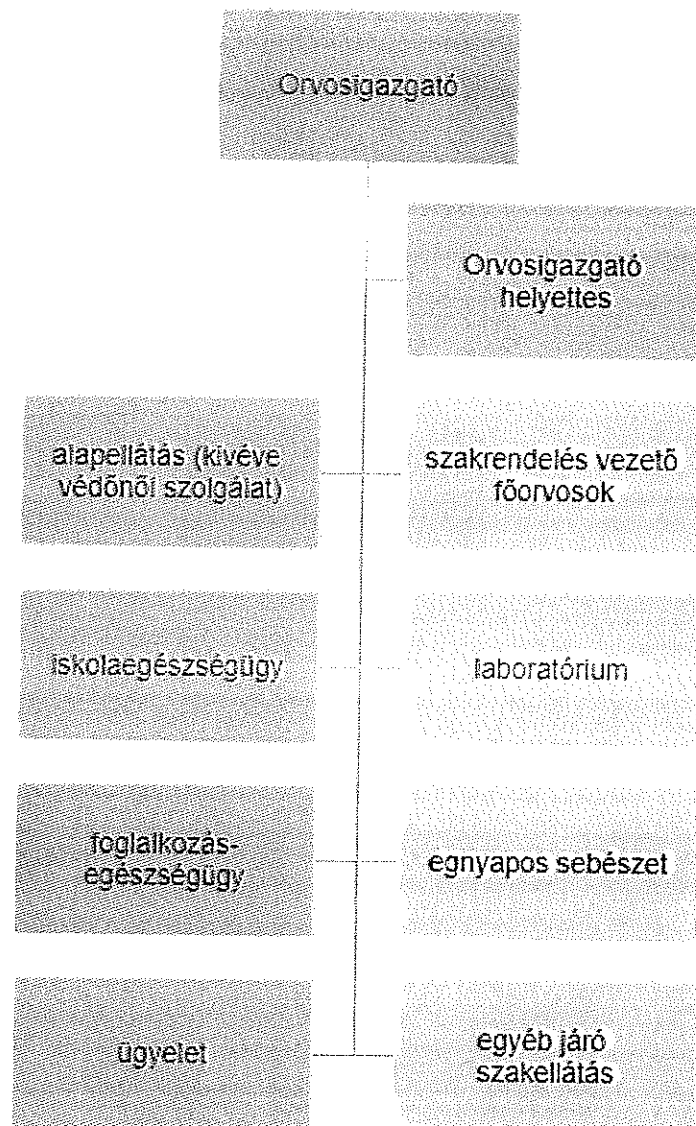 Orvosigazgató
Orvosigazgató
helyettes
alapellátás (kivéve
védőnői szolgálat)
szakrendelés vezető
főorvosok
iskolaegészségügy
laboratórium
foglalkozás-
egészségügy
egnyapos sebészet
ügyelet
egyéb járó
szakellátás